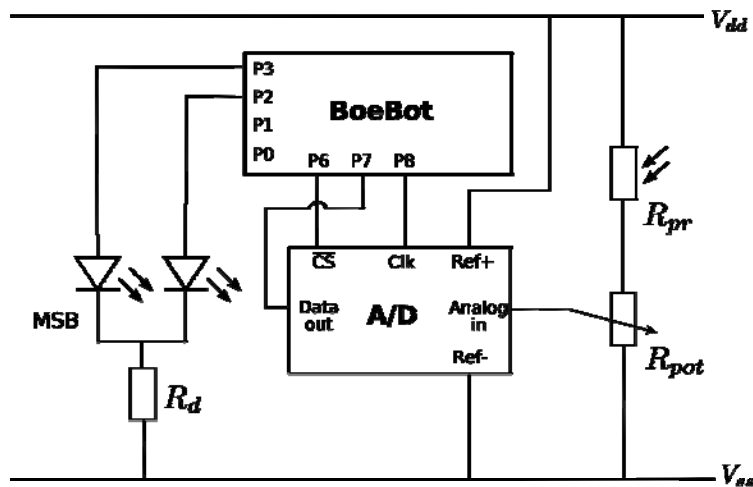 V_dd
P3
P2
P1
P0
BoeBot
P6 P7 P8
R_pr
CS Clk Ref+
MSB
Data
out
A/D
Analog
in
Ref-
R_pot
R_d
V_ss